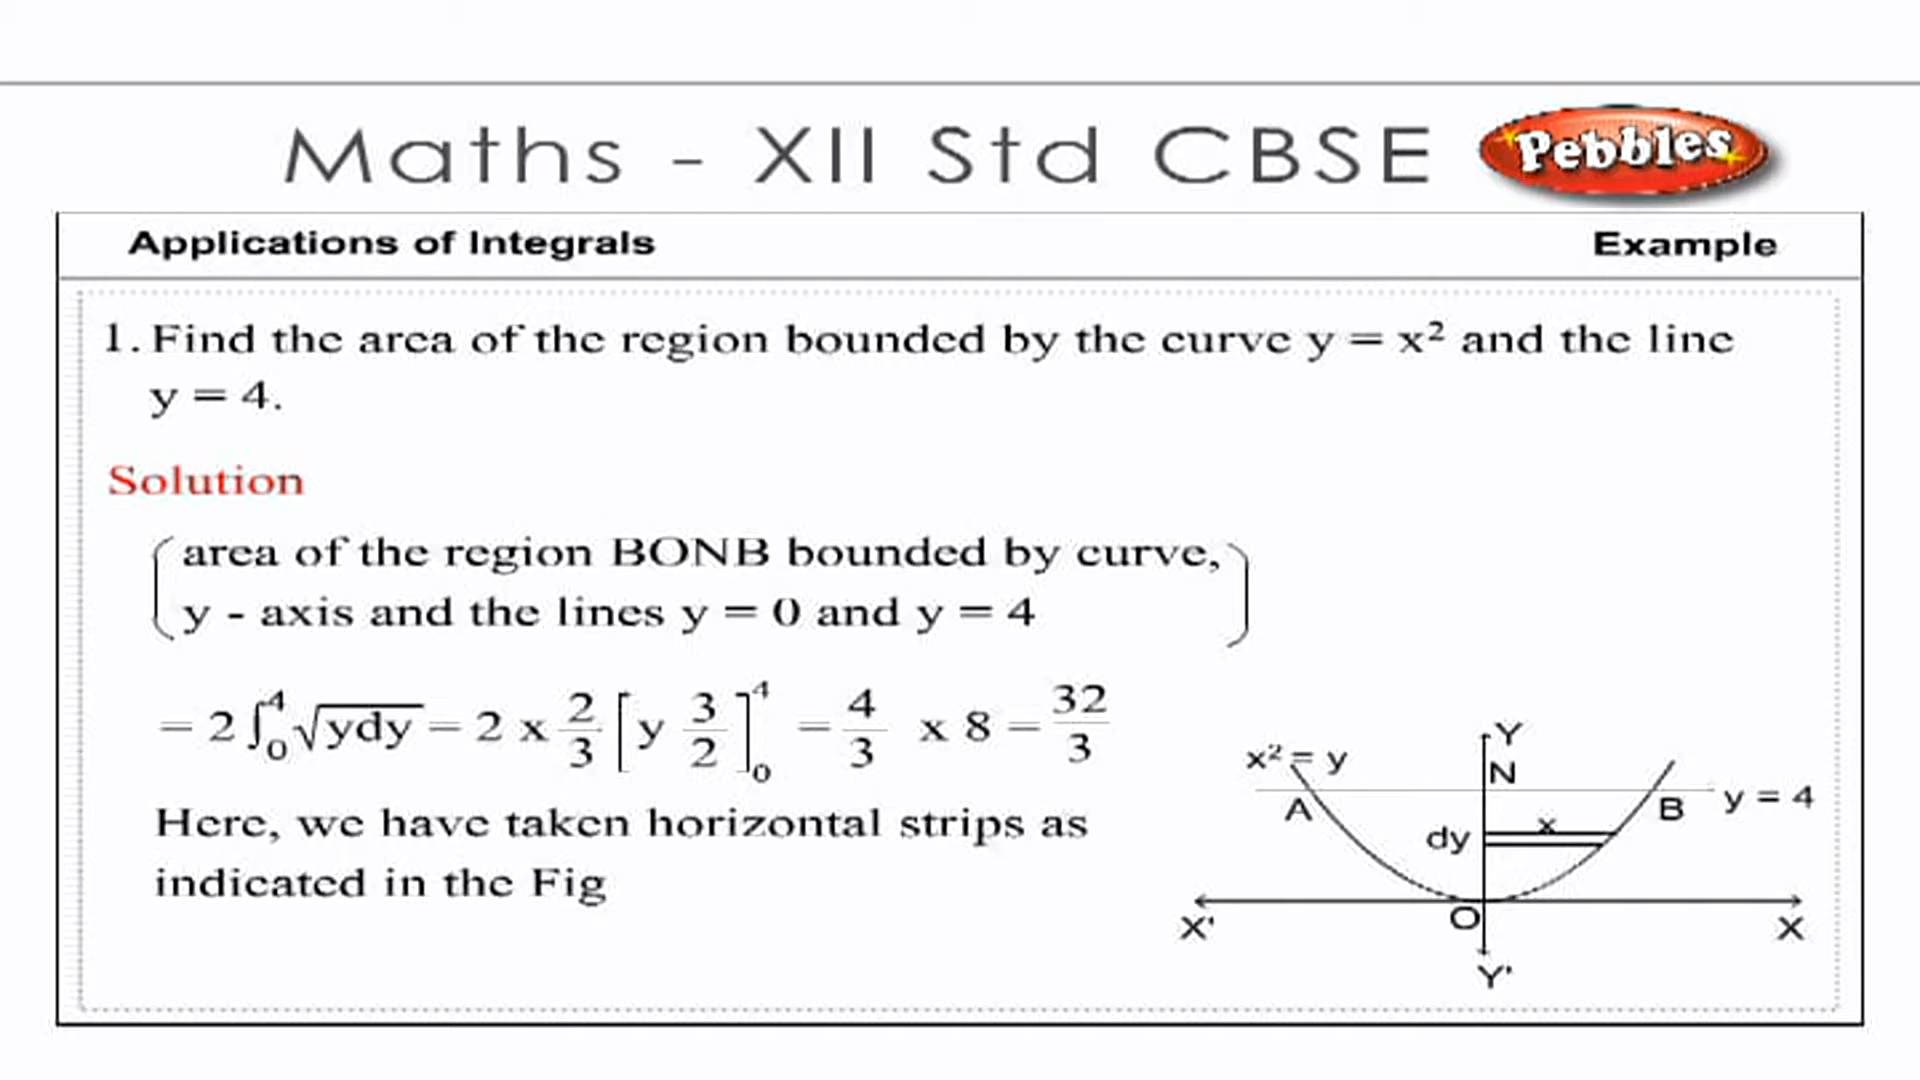 Maths - XII Std CBSE Pebbles
Applications of Integrals Example
1. Find the area of the region bounded by the curve y = x² and the line
y = 4.
Solution
area of the region BONB bounded by curve,
y - axis and the lines y = 0 and y = 4
= 2 ∫₀⁴ √ydy = 2 x 2/3 [y 3/2]₀⁴ = 4/3 x 8 = 32/3
Here, we have taken horizontal strips as
indicated in the Fig
Y
x² = y
N
A
B
y = 4
x
dy
O
X'
X
Y'